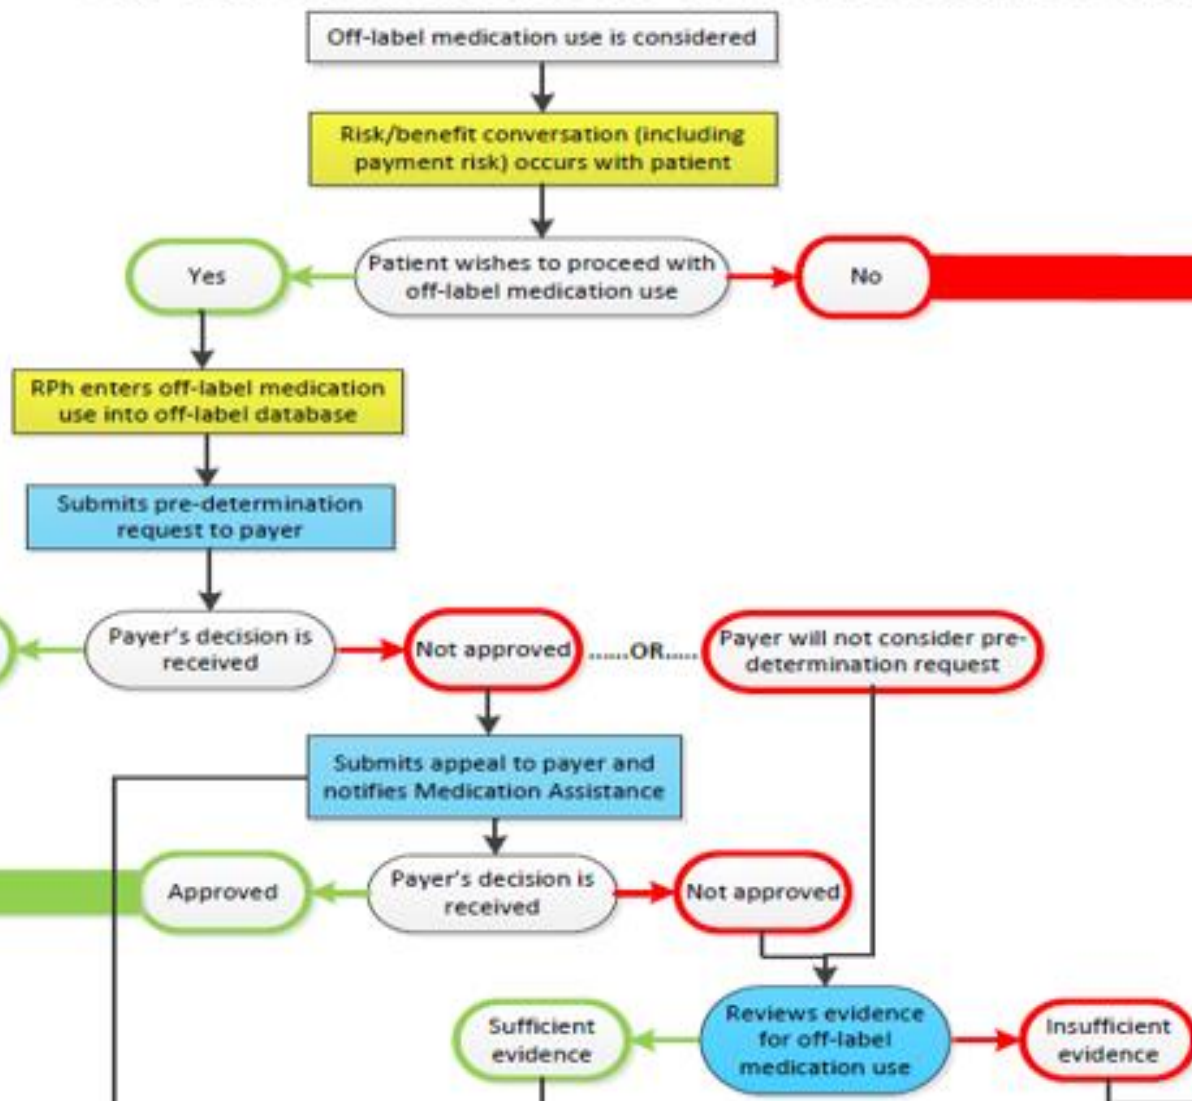 Off-label medication use is considered
Risk/benefit conversation (including
payment risk) occurs with patient
Yes
Patient wishes to proceed with
off-label medication use
No
RPh enters off-label medication
use into off-label database
Submits pre-determination
request to payer
Payer's decision is
received
Not approved
......OR.....
Payer will not consider pre-
determination request
Submits appeal to payer and
notifies Medication Assistance
Approved
Payer's decision is
received
Not approved
Sufficient
evidence
Reviews evidence
for off-label
medication use
Insufficient
evidence